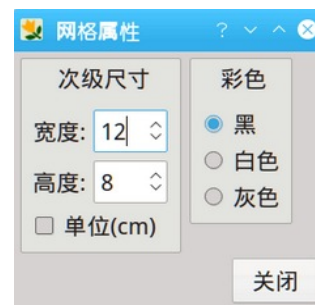 网格属性
次级尺寸
宽度: 12
高度: 8
单位(cm)
彩色
黑
白色
灰色
关闭